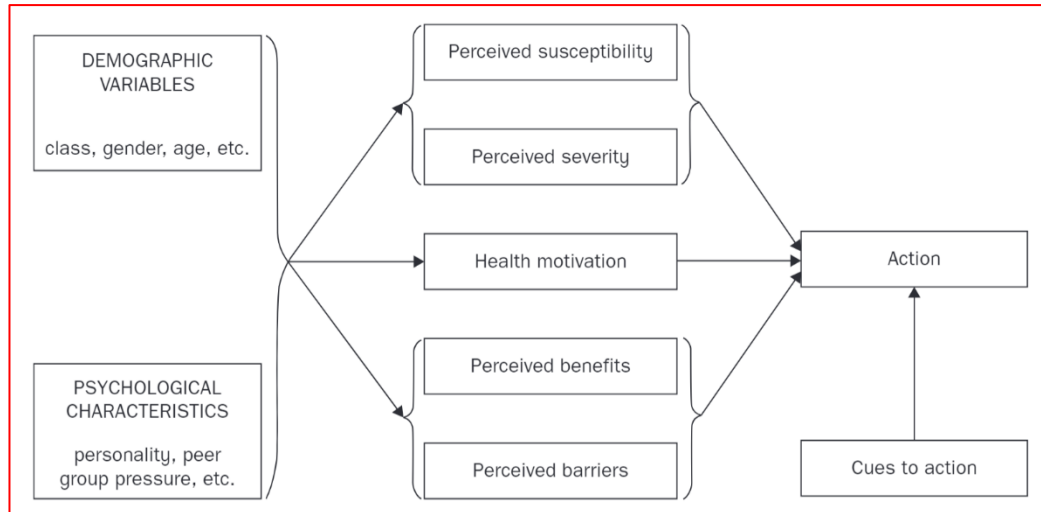 DEMOGRAPHIC
VARIABLES
class, gender, age, etc.
PSYCHOLOGICAL
CHARACTERISTICS
personality, peer
group pressure, etc.
Perceived susceptibility
Perceived severity
Health motivation
Perceived benefits
Perceived barriers
Action
Cues to action